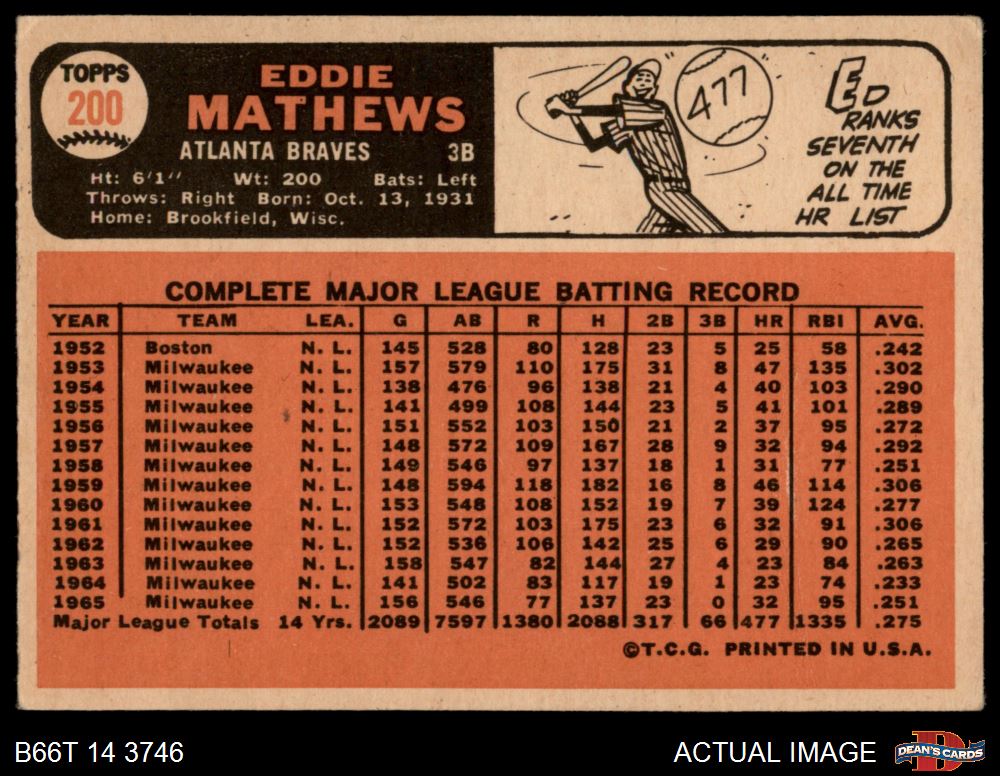 TOPPS
200
EDDIE
MATHEWS
ATLANTA BRAVES 3B
Ht: 6'1" Wt: 200 Bats: Left
Throws: Right Born: Oct. 13, 1931
Home: Brookfield, Wisc.
477
ED
RANKS
SEVENTH
ON THE
ALL TIME
HR LIST
COMPLETE MAJOR LEAGUE BATTING RECORD
YEAR TEAM LEA. G AB R H 2B 3B HR RBI AVG.
1952 Boston N. L. 145 528 80 128 23 5 25 58 .242
1953 Milwaukee N. L. 157 579 110 175 31 8 47 135 .302
1954 Milwaukee N. L. 138 476 96 138 21 4 40 103 .290
1955 Milwaukee N. L. 141 499 108 144 23 5 41 101 .289
1956 Milwaukee N. L. 151 552 103 150 21 2 37 95 .272
1957 Milwaukee N. L. 148 572 109 167 28 9 32 94 .292
1958 Milwaukee N. L. 149 546 97 137 18 1 31 77 .251
1959 Milwaukee N. L. 148 594 118 182 16 8 46 114 .306
1960 Milwaukee N. L. 153 548 108 152 19 7 39 124 .277
1961 Milwaukee N. L. 152 572 103 175 23 6 32 91 .306
1962 Milwaukee N. L. 152 536 106 142 25 6 29 90 .265
1963 Milwaukee N. L. 158 547 82 144 27 4 23 84 .263
1964 Milwaukee N. L. 141 502 83 117 19 1 23 74 .233
1965 Milwaukee N. L. 156 546 77 137 23 0 32 95 .251
Major League Totals 14 Yrs. 2089 7597 1380 2088 317 66 477 1335 .275
©T.C.G. PRINTED IN U.S.A.
B66T 14 3746 ACTUAL IMAGE DEAN'S CARDS